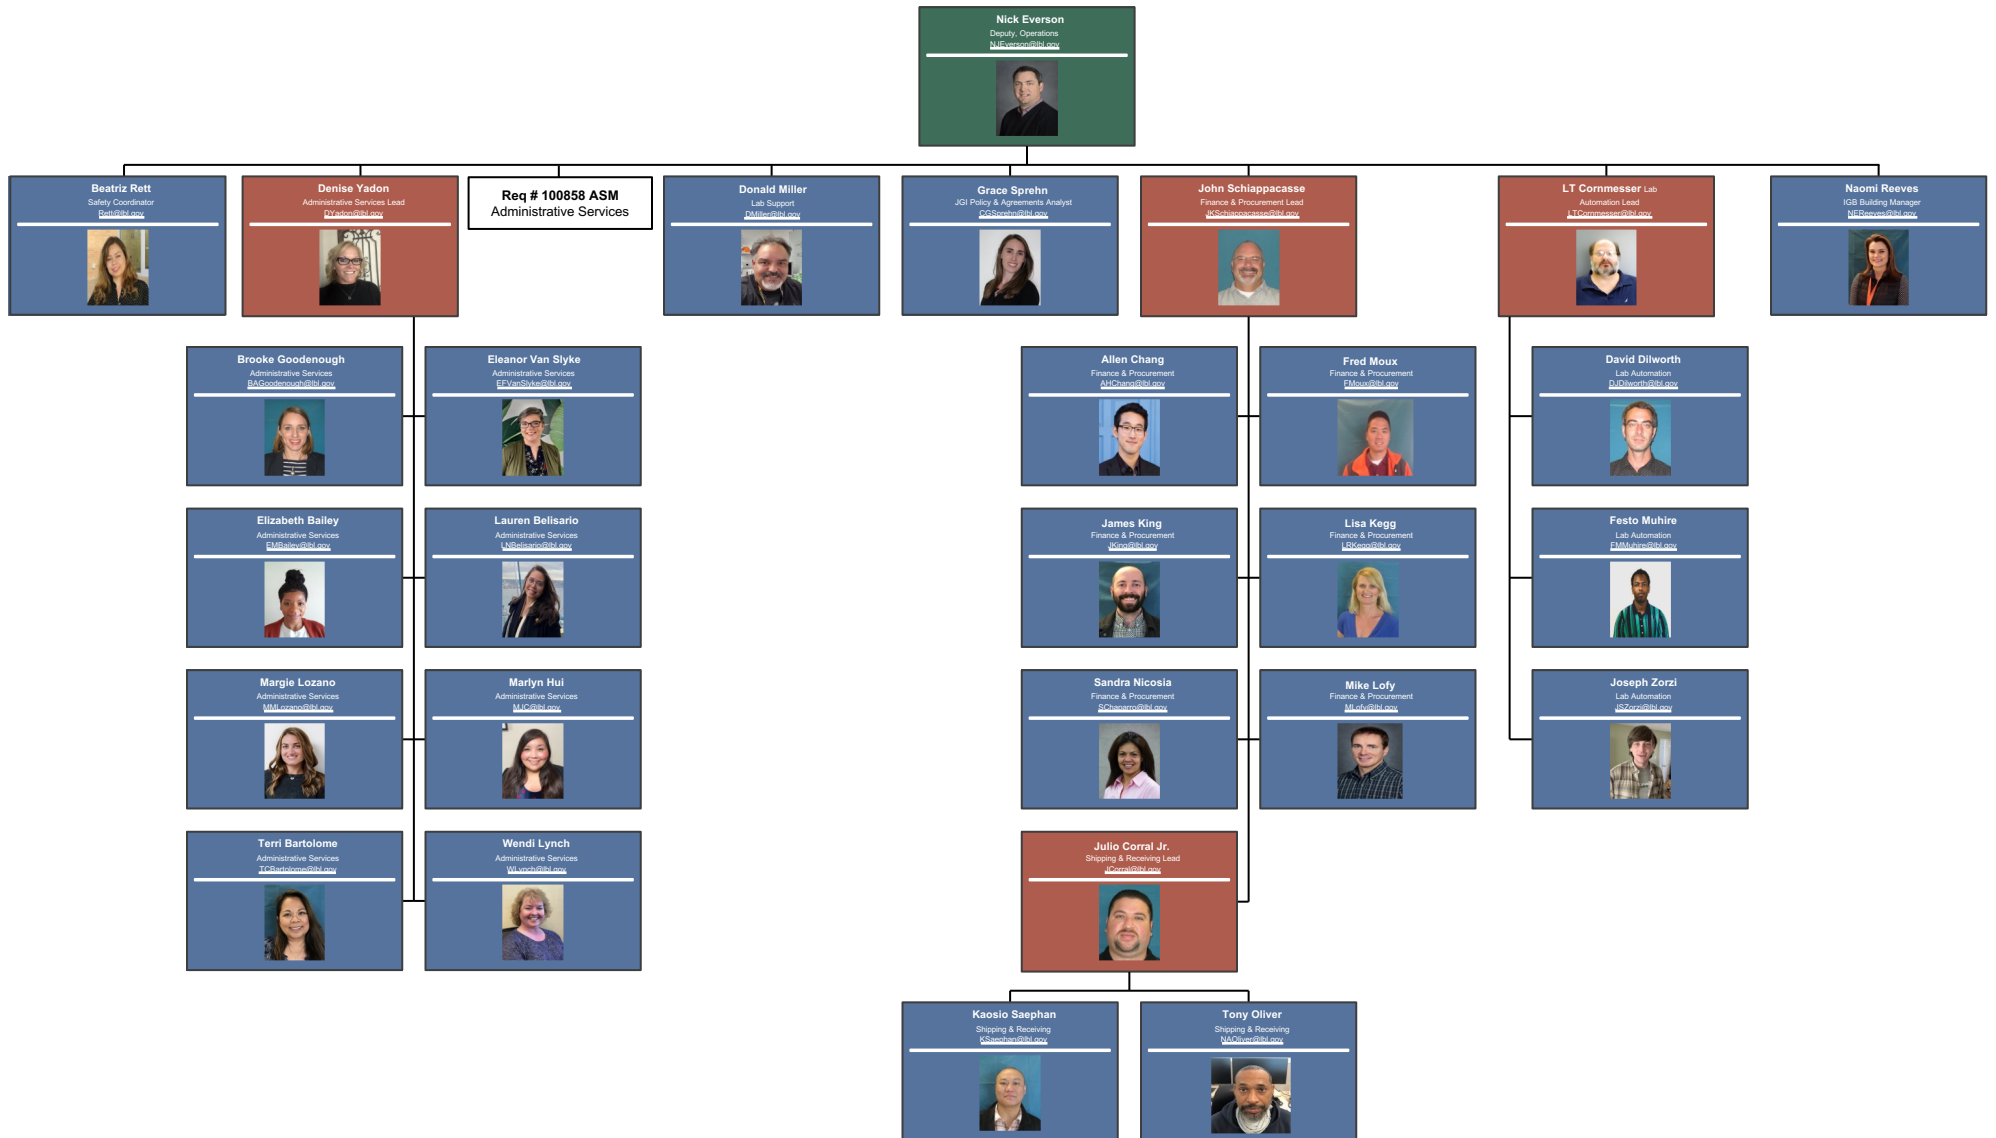 Nick Everson
Deputy, Operations
NJEverson@lbl.gov
Beatriz Rett
Safety Coordinator
Rett@lbl.gov
Denise Yadon
Administrative Services Lead
DYadon@lbl.gov
Req # 100858 ASM
Administrative Services
Donald Miller
Lab Support
DMiller@lbl.gov
Grace Sprehn
JGI Policy & Agreements Analyst
CGSprehn@lbl.gov
John Schiappacasse
Finance & Procurement Lead
JKSchiappacasse@lbl.gov
LT Cornmesser Lab
Automation Lead
LTCornmesser@lbl.gov
Naomi Reeves
IGB Building Manager
NEReeves@lbl.gov
Brooke Goodenough
Administrative Services
BAGoodenough@lbl.gov
Eleanor Van Slyke
Administrative Services
EFVanSlyke@lbl.gov
Allen Chang
Finance & Procurement
AHChang@lbl.gov
Fred Moux
Finance & Procurement
FMoux@lbl.gov
David Dilworth
Lab Automation
DJDilworth@lbl.gov
Elizabeth Bailey
Administrative Services
EMBailey@lbl.gov
Lauren Belisario
Administrative Services
LNBelisario@lbl.gov
James King
Finance & Procurement
JKing@lbl.gov
Lisa Kegg
Finance & Procurement
LRKegg@lbl.gov
Festo Muhire
Lab Automation
FMMuhire@lbl.gov
Margie Lozano
Administrative Services
MMLozano@lbl.gov
Marlyn Hui
Administrative Services
MJC@lbl.gov
Sandra Nicosia
Finance & Procurement
SChaparro@lbl.gov
Mike Lofy
Finance & Procurement
MLofy@lbl.gov
Joseph Zorzi
Lab Automation
JSZorzi@lbl.gov
Terri Bartolome
Administrative Services
TCBartolome@lbl.gov
Wendi Lynch
Administrative Services
WLynch@lbl.gov
Julio Corral Jr.
Shipping & Receiving Lead
JCorral@lbl.gov
Kaosio Saephan
Shipping & Receiving
KSaephan@lbl.gov
Tony Oliver
Shipping & Receiving
NAOliver@lbl.gov